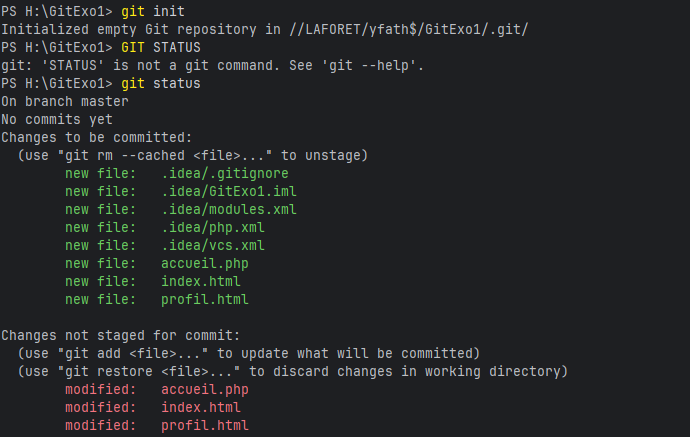 PS H:\GitExo1> git init
Initialized empty Git repository in //LAFORET/yfath$/GitExo1/.git/
PS H:\GitExo1> GIT STATUS
git: 'STATUS' is not a git command. See 'git --help'.
PS H:\GitExo1> git status
On branch master
No commits yet
Changes to be committed:
  (use "git rm --cached <file>..." to unstage)
        new file:   .idea/.gitignore
        new file:   .idea/GitExo1.iml
        new file:   .idea/modules.xml
        new file:   .idea/php.xml
        new file:   .idea/vcs.xml
        new file:   accueil.php
        new file:   index.html
        new file:   profil.html

Changes not staged for commit:
  (use "git add <file>..." to update what will be committed)
  (use "git restore <file>..." to discard changes in working directory)
        modified:   accueil.php
        modified:   index.html
        modified:   profil.html